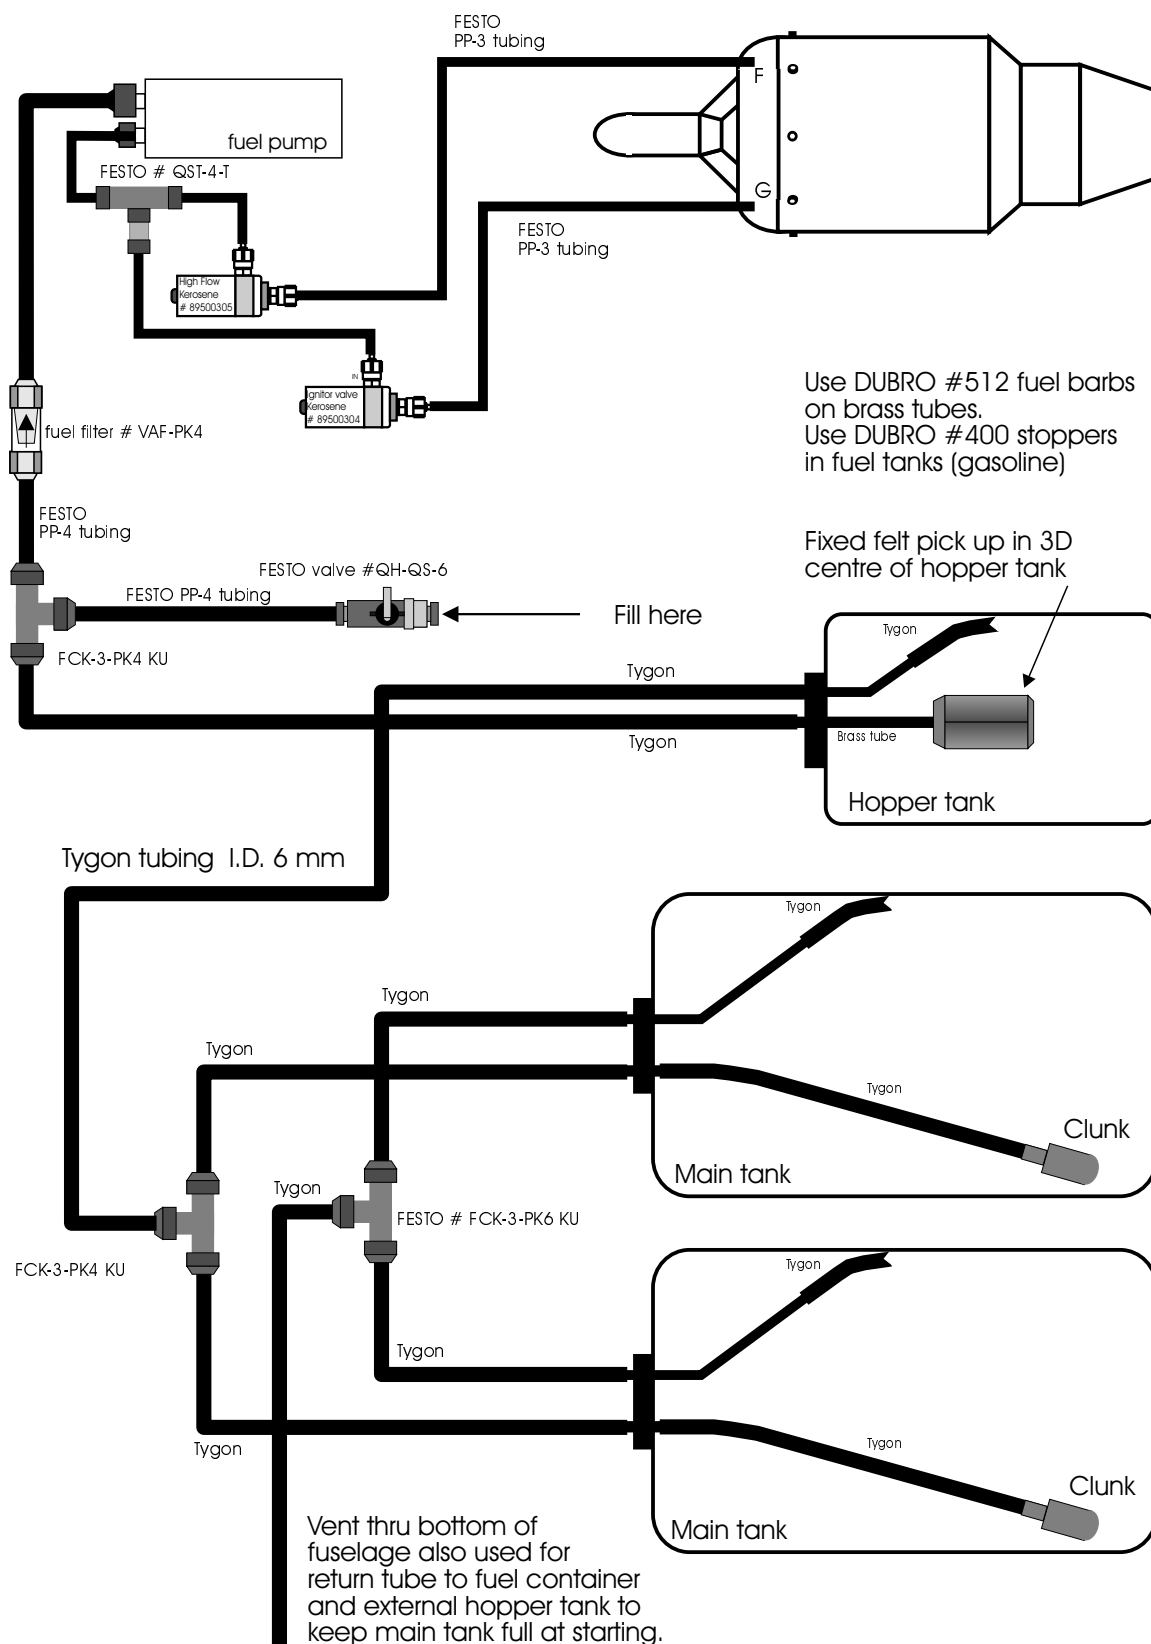 FESTO
PP-3 tubing
F
fuel pump
FESTO # QST-4-T
G
FESTO
PP-3 tubing
High Flow
Kerosene
# 89500305
IN
Ignitor valve
Kerosene
# 89500304
Use DUBRO #512 fuel barbs
on brass tubes.
Use DUBRO #400 stoppers
in fuel tanks (gasoline)
fuel filter # VAF-PK4
FESTO
PP-4 tubing
Fixed felt pick up in 3D
centre of hopper tank
FESTO valve #QH-QS-6
FESTO PP-4 tubing
Fill here
FCK-3-PK4 KU
Tygon
Tygon
Tygon
Brass tube
Hopper tank
Tygon tubing I.D. 6 mm
Tygon
Tygon
Tygon
Tygon
Clunk
Main tank
Tygon
FESTO # FCK-3-PK6 KU
FCK-3-PK4 KU
Tygon
Tygon
Tygon
Tygon
Clunk
Main tank
Vent thru bottom of
fuselage also used for
return tube to fuel container
and external hopper tank to
keep main tank full at starting.